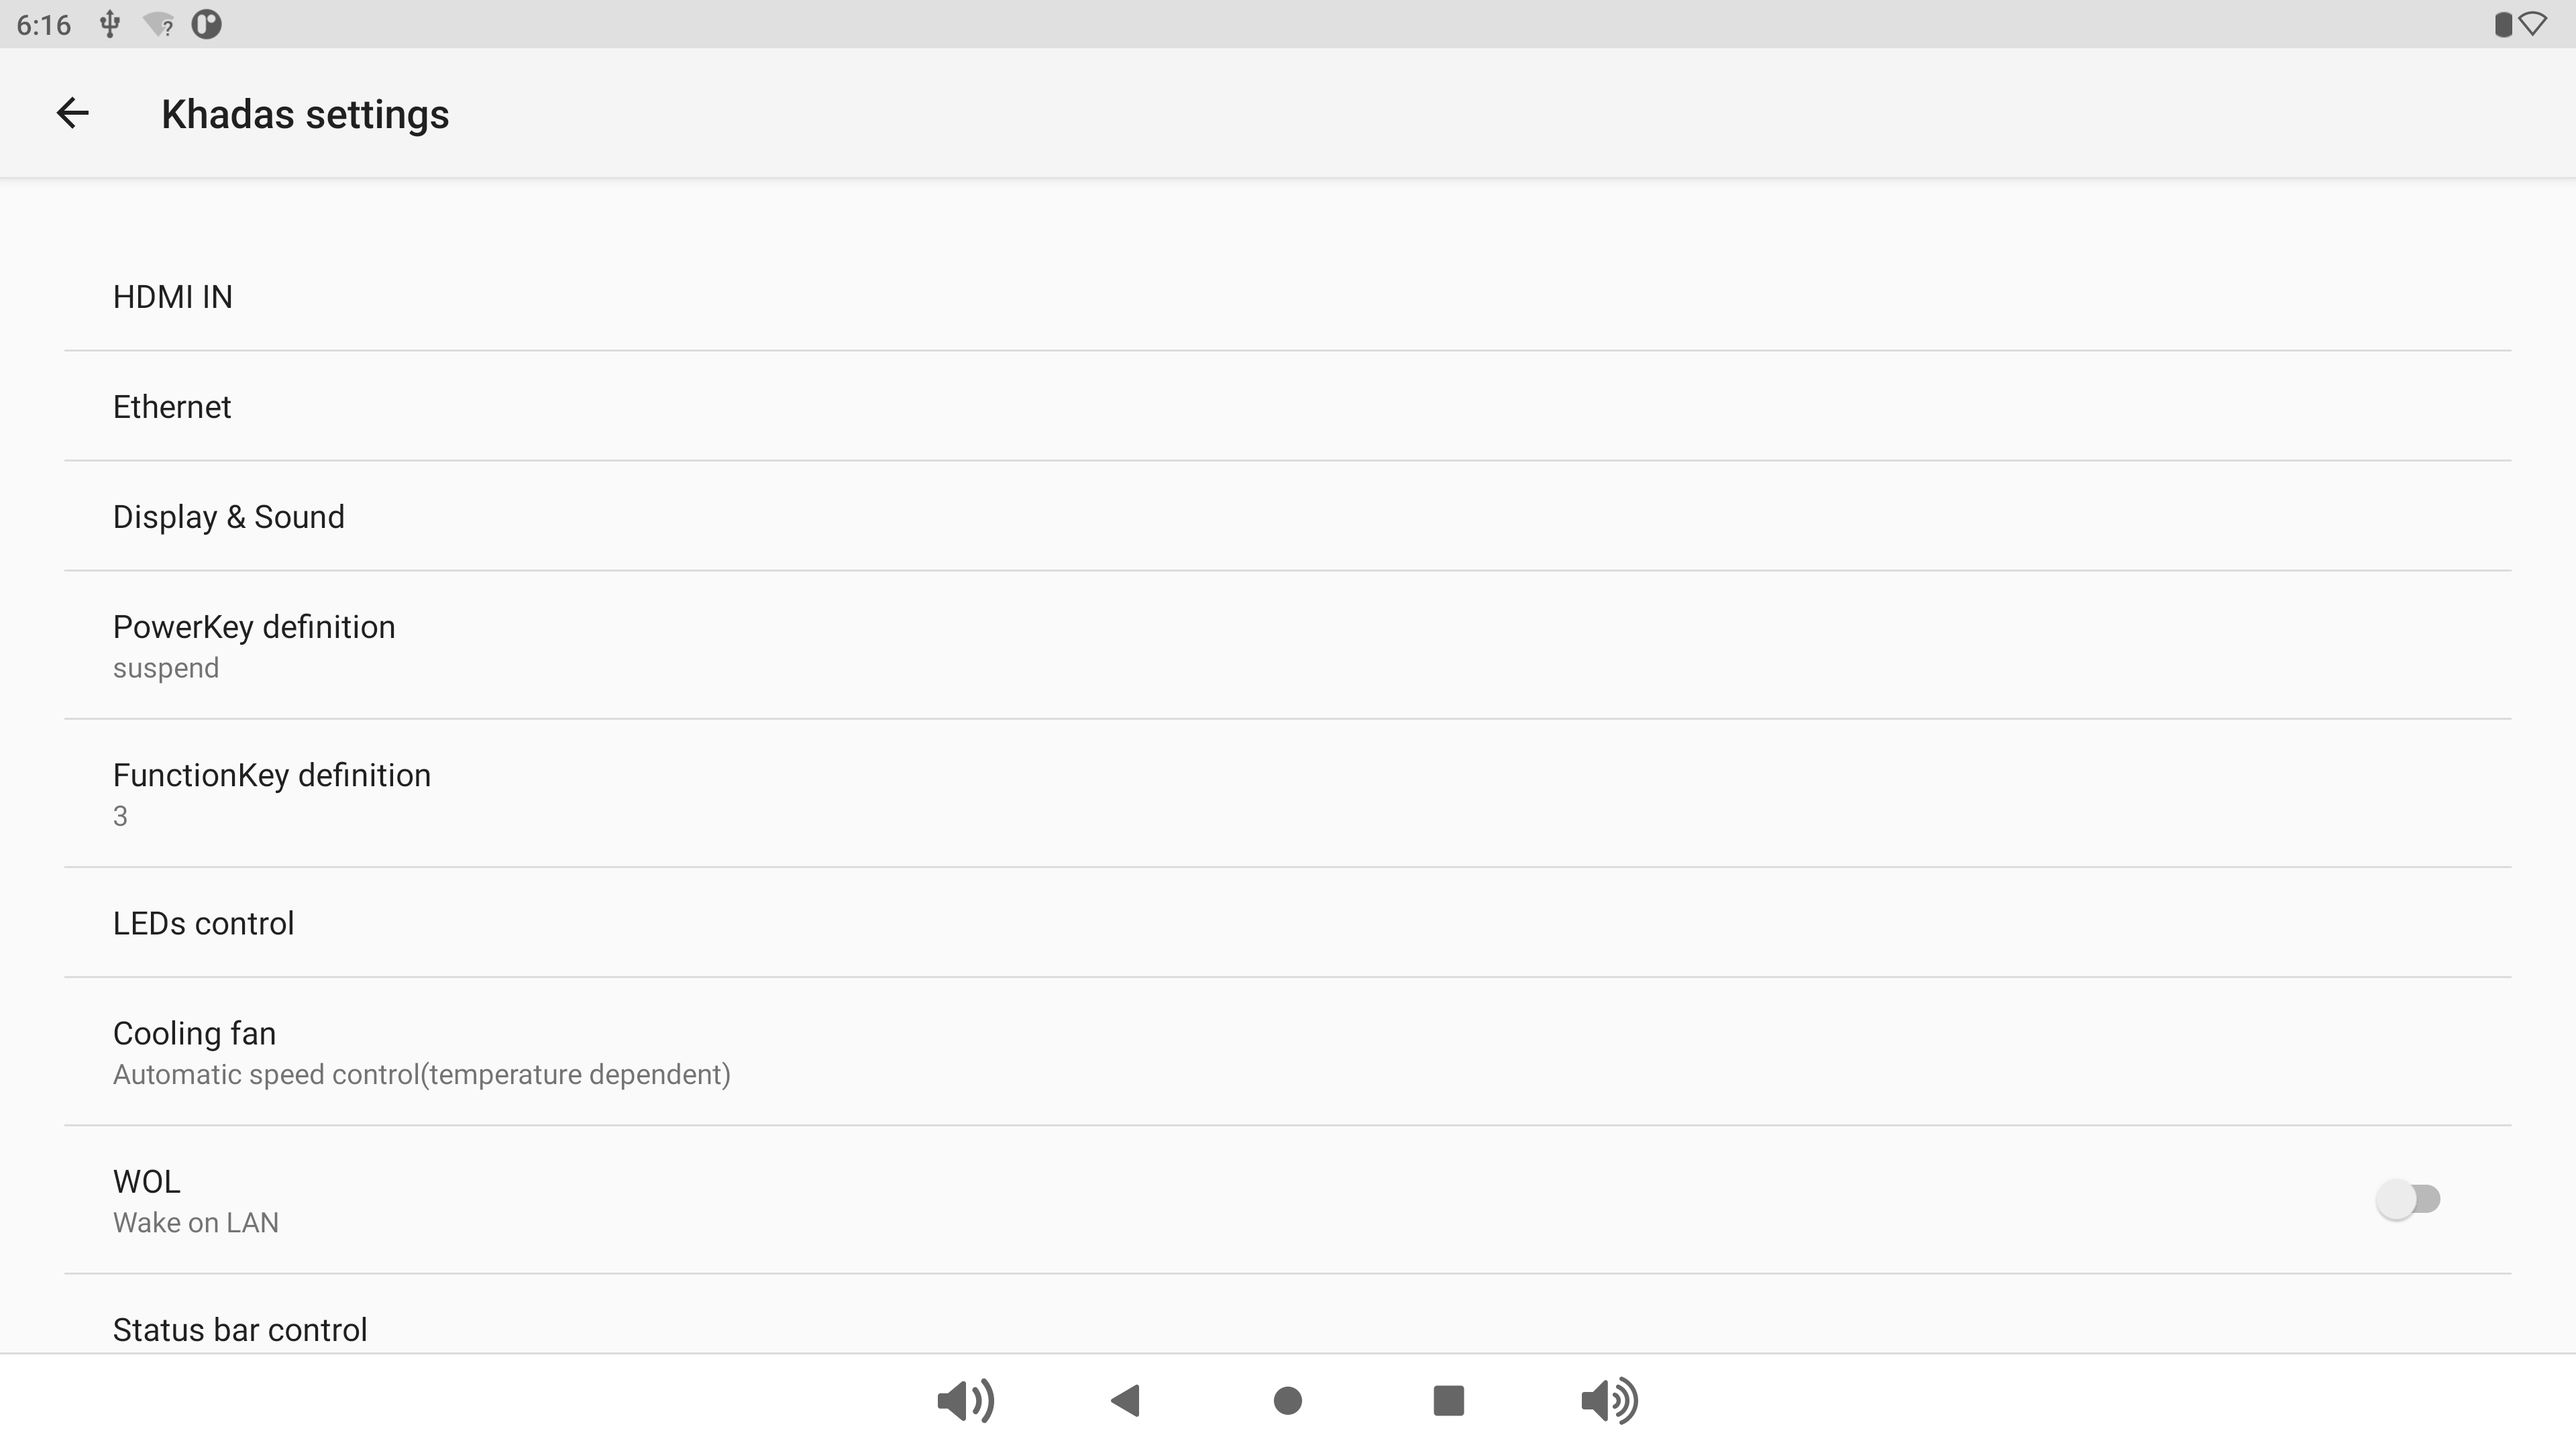 6:16
Khadas settings
HDMI IN
Ethernet
Display & Sound
PowerKey definition
suspend
FunctionKey definition
3
LEDs control
Cooling fan
Automatic speed control(temperature dependent)
WOL
Wake on LAN
Status bar control